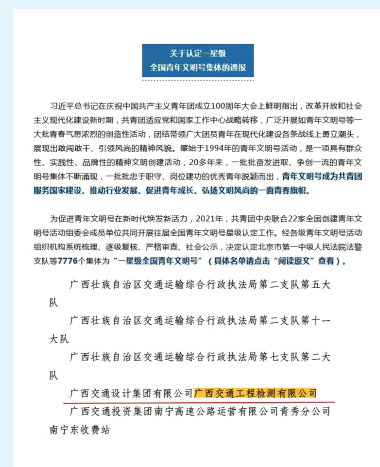 关于认定一星级
全国青年文明号集体的通报
习近平总书记在庆祝中国共产主义青年团成立100周年大会上鲜明指出，改革开放和社会
主义现代化建设新时期，共青团适应党和国家工作中心战略转移，广泛开展如青年文明号等一
大批青春气息浓烈的创造性活动，团结带领广大团员青年在现代化建设各条战线上勇立潮头，
展现出敢闯敢干、引领风尚的精神风貌。肇始于1994年的青年文明号活动，是一项具有群众
性、实践性、品牌性的精神文明创建活动，20多年来，一批批奋发进取、争创一流的青年文
明号集体不断涌现，一批批忠于职守、岗位建功的优秀青年脱颖而出，青年文明号成为共青团
服务国家建设、推动行业发展、促进青年成长、弘扬文明风尚的一面青春旗帜。
为促进青年文明号在新时代焕发新活力，2021年，共青团中央联合22家全国创建青年文
明号活动组委会成员单位共同开展往届全国青年文明号星级认定工作。经各级青年文明号活动
组织机构系统梳理、逐级复核、严格审查、社会公示，决定认定北京市第一中级人民法院法警
支队等7776个集体为“一星级全国青年文明号”（具体名单请点击“阅读原文”查看）。
广西壮族自治区交通运输综合行政执法局第二支队第五大
队
广西壮族自治区交通运输综合行政执法局第二支队第十一
大队
广西壮族自治区交通运输综合行政执法局第七支队第二大
队
广西交通设计集团有限公司广西交通工程检测有限公司
广西交通投资集团南宁高速公路运营有限公司青秀分公司
南宁东收费站